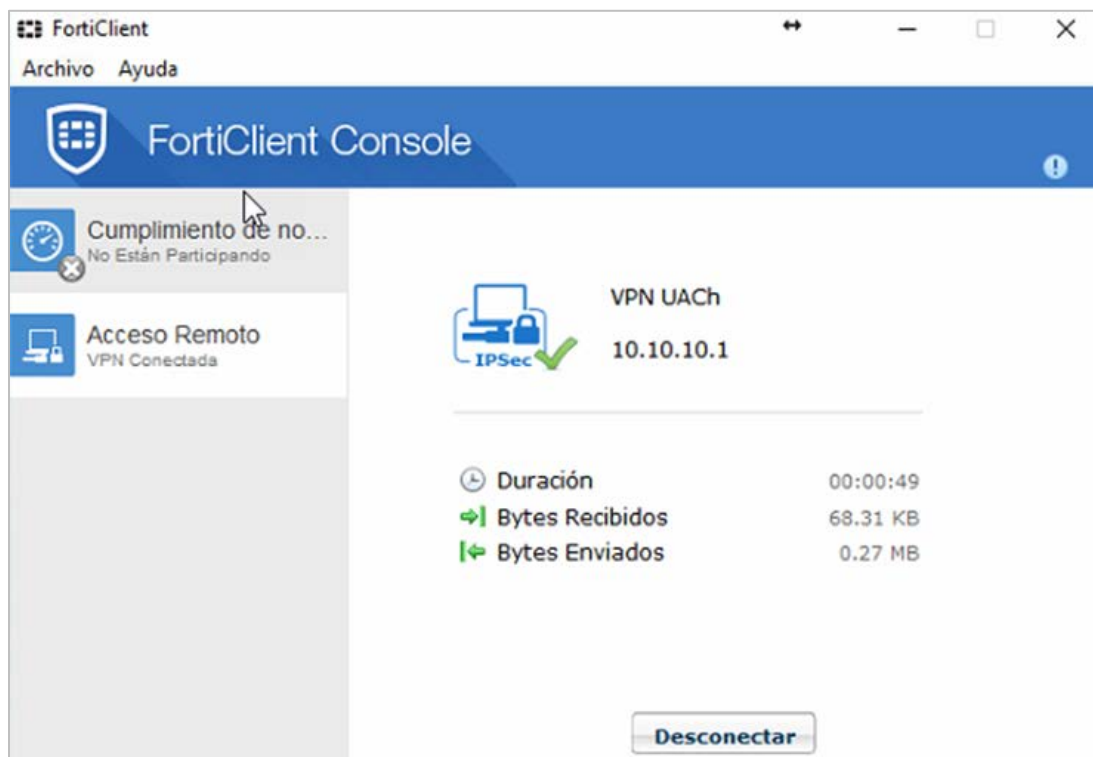 FortiClient
Archivo Ayuda
FortiClient Console
Cumplimiento de no...
No Están Participando
Acceso Remoto
VPN Conectada
VPN UACh
IPSec
10.10.10.1
Duración 00:00:49
Bytes Recibidos 68.31 KB
Bytes Enviados 0.27 MB
Desconectar